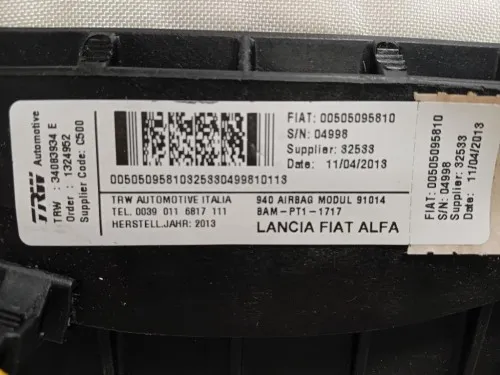 TRW Automotive
TRW : 34083934 E
Order : 1324952
Supplier Code: C500
FIAT: 00505095810
S/N: 04998
Supplier: 32533
Date: 11/04/2013
00505095810325330499810113
TRW AUTOMOTIVE ITALIA
TEL. 0039 011 6817 111
HERSTELL.JAHR: 2013
940 AIRBAG MODUL 91014
BAM-PT1-1717
LANCIA FIAT ALFA
FIAT: 00505095810
S/N: 04998
Supplier: 32533
Date: 11/04/2013